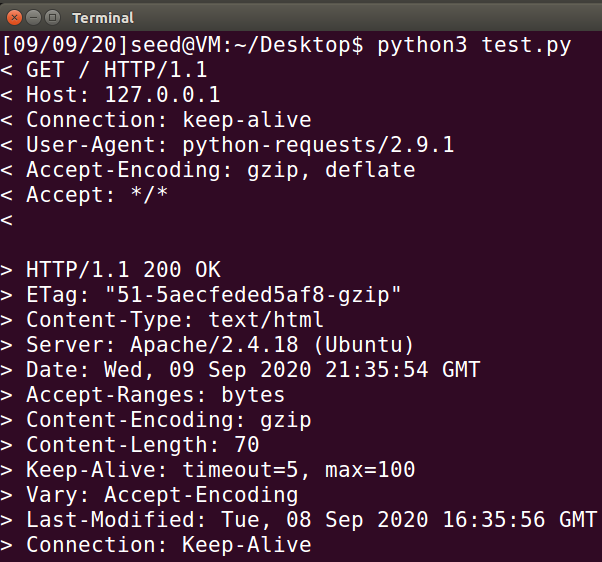 Terminal
[09/09/20]seed@VM:~/Desktop$ python3 test.py
< GET / HTTP/1.1
< Host: 127.0.0.1
< Connection: keep-alive
< User-Agent: python-requests/2.9.1
< Accept-Encoding: gzip, deflate
< Accept: */*
<
> HTTP/1.1 200 OK
> ETag: "51-5aecfeded5af8-gzip"
> Content-Type: text/html
> Server: Apache/2.4.18 (Ubuntu)
> Date: Wed, 09 Sep 2020 21:35:54 GMT
> Accept-Ranges: bytes
> Content-Encoding: gzip
> Content-Length: 70
> Keep-Alive: timeout=5, max=100
> Vary: Accept-Encoding
> Last-Modified: Tue, 08 Sep 2020 16:35:56 GMT
> Connection: Keep-Alive